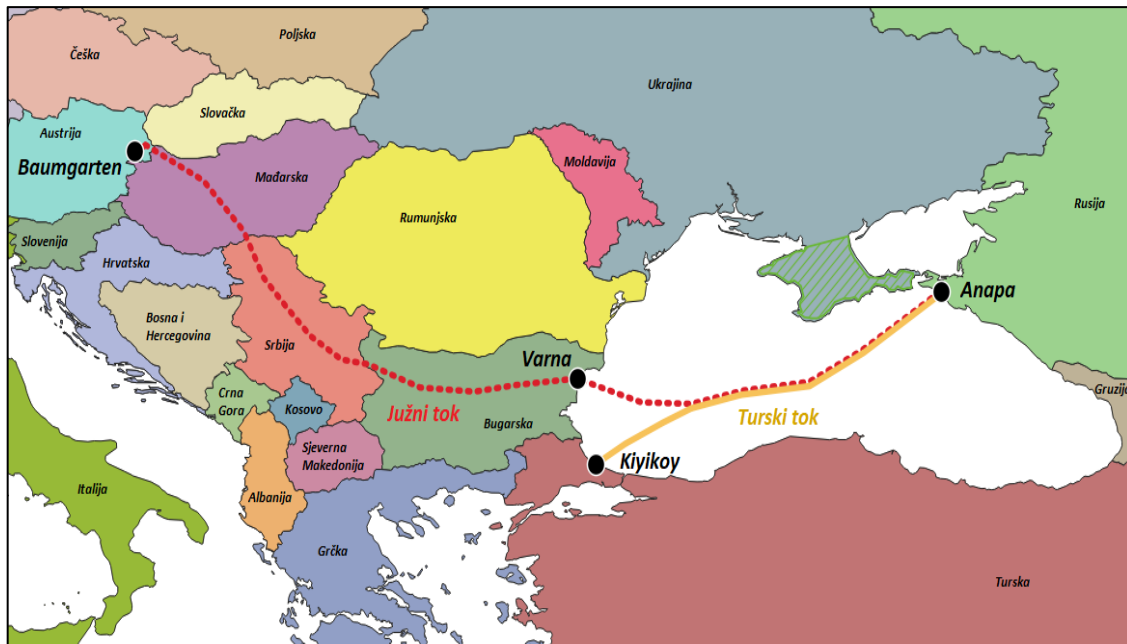 Poljska
Češka
Ukrajina
Slovačka
Austrija
Baumgarten
Moldavija
Mađarska
Rusija
Rumunjska
Slovenija
Hrvatska
Anapa
Bosna i
Hercegovina
Srbija
Varna
Gruzija
Crna
Gora
Kosovo
Južni tok
Turski tok
Bugarska
Sjeverna
Makedonija
Kiyikoy
Italija
Albanija
Grčka
Turska